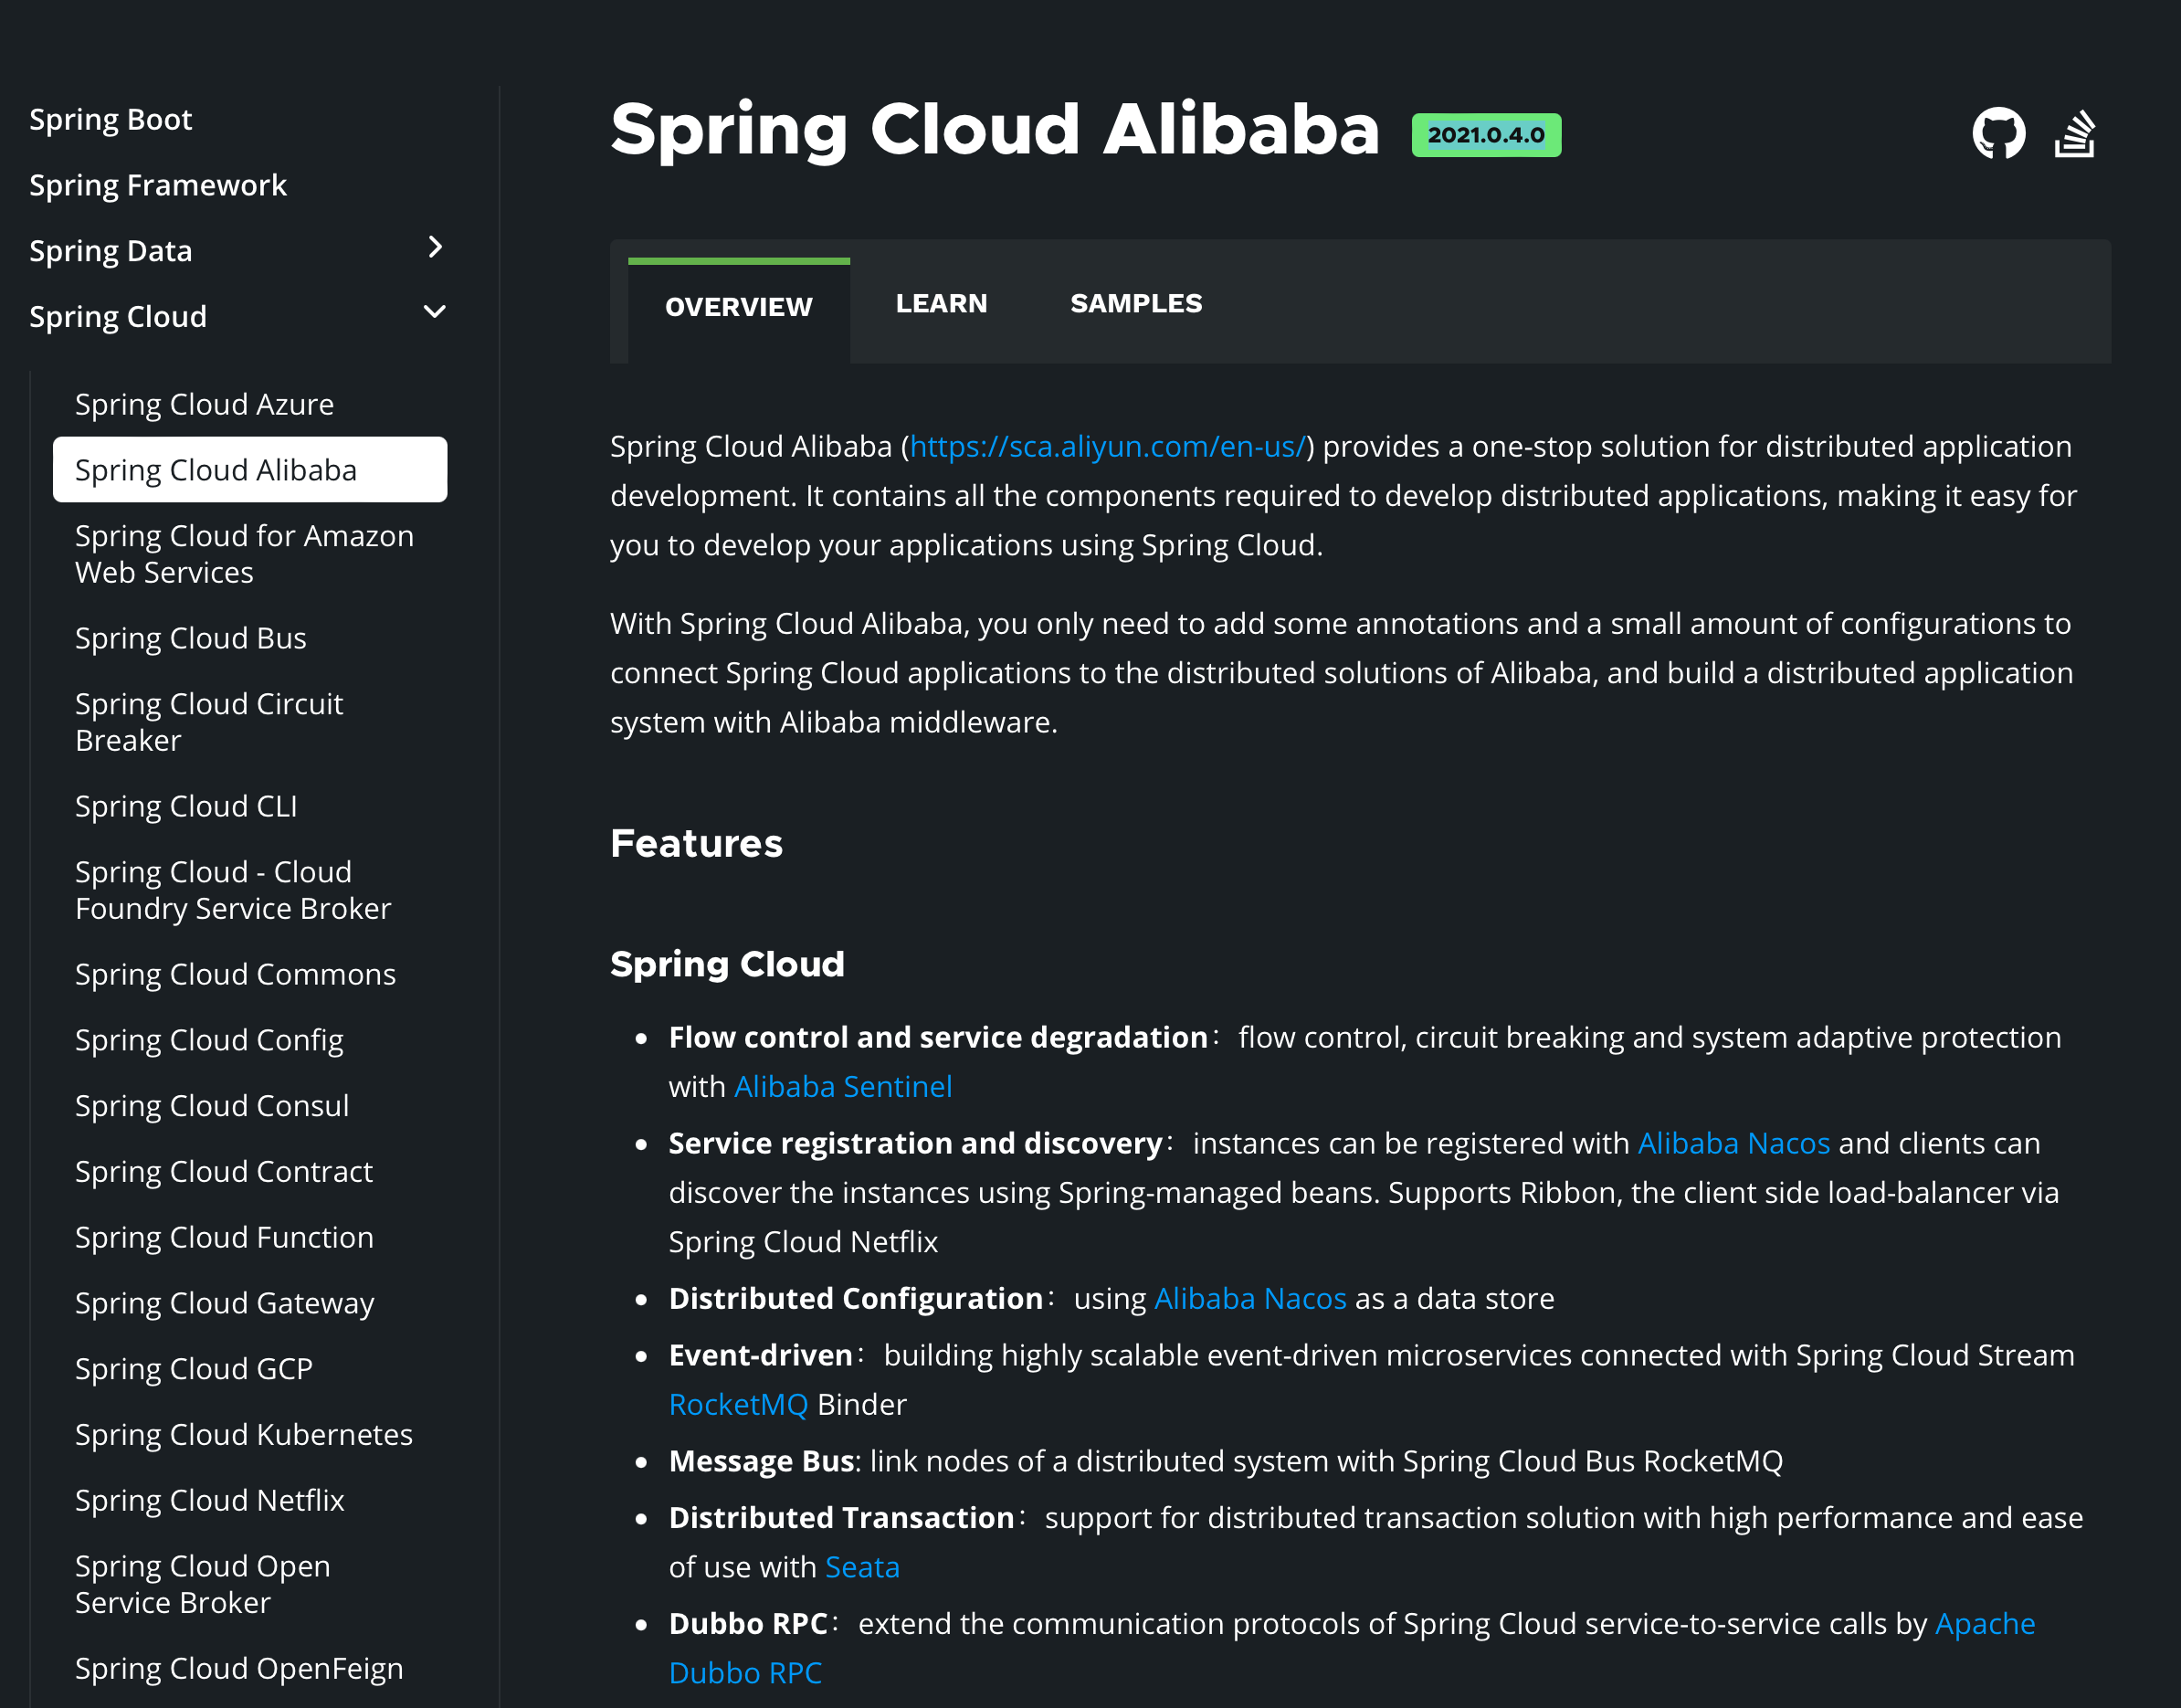 Spring Boot
Spring Framework
Spring Data
Spring Cloud
Spring Cloud Azure
Spring Cloud Alibaba
Spring Cloud for Amazon
Web Services
Spring Cloud Bus
Spring Cloud Circuit
Breaker
Spring Cloud CLI
Spring Cloud - Cloud
Foundry Service Broker
Spring Cloud Commons
Spring Cloud Config
Spring Cloud Consul
Spring Cloud Contract
Spring Cloud Function
Spring Cloud Gateway
Spring Cloud GCP
Spring Cloud Kubernetes
Spring Cloud Netflix
Spring Cloud Open
Service Broker
Spring Cloud OpenFeign
Spring Cloud Alibaba 2021.0.4.0
OVERVIEW LEARN SAMPLES
Spring Cloud Alibaba (https://sca.aliyun.com/en-us/) provides a one-stop solution for distributed application
development. It contains all the components required to develop distributed applications, making it easy for
you to develop your applications using Spring Cloud.
With Spring Cloud Alibaba, you only need to add some annotations and a small amount of configurations to
connect Spring Cloud applications to the distributed solutions of Alibaba, and build a distributed application
system with Alibaba middleware.
Features
Spring Cloud
• Flow control and service degradation：flow control, circuit breaking and system adaptive protection
with Alibaba Sentinel
• Service registration and discovery：instances can be registered with Alibaba Nacos and clients can
discover the instances using Spring-managed beans. Supports Ribbon, the client side load-balancer via
Spring Cloud Netflix
• Distributed Configuration：using Alibaba Nacos as a data store
• Event-driven：building highly scalable event-driven microservices connected with Spring Cloud Stream
RocketMQ Binder
• Message Bus: link nodes of a distributed system with Spring Cloud Bus RocketMQ
• Distributed Transaction：support for distributed transaction solution with high performance and ease
of use with Seata
• Dubbo RPC：extend the communication protocols of Spring Cloud service-to-service calls by Apache
Dubbo RPC